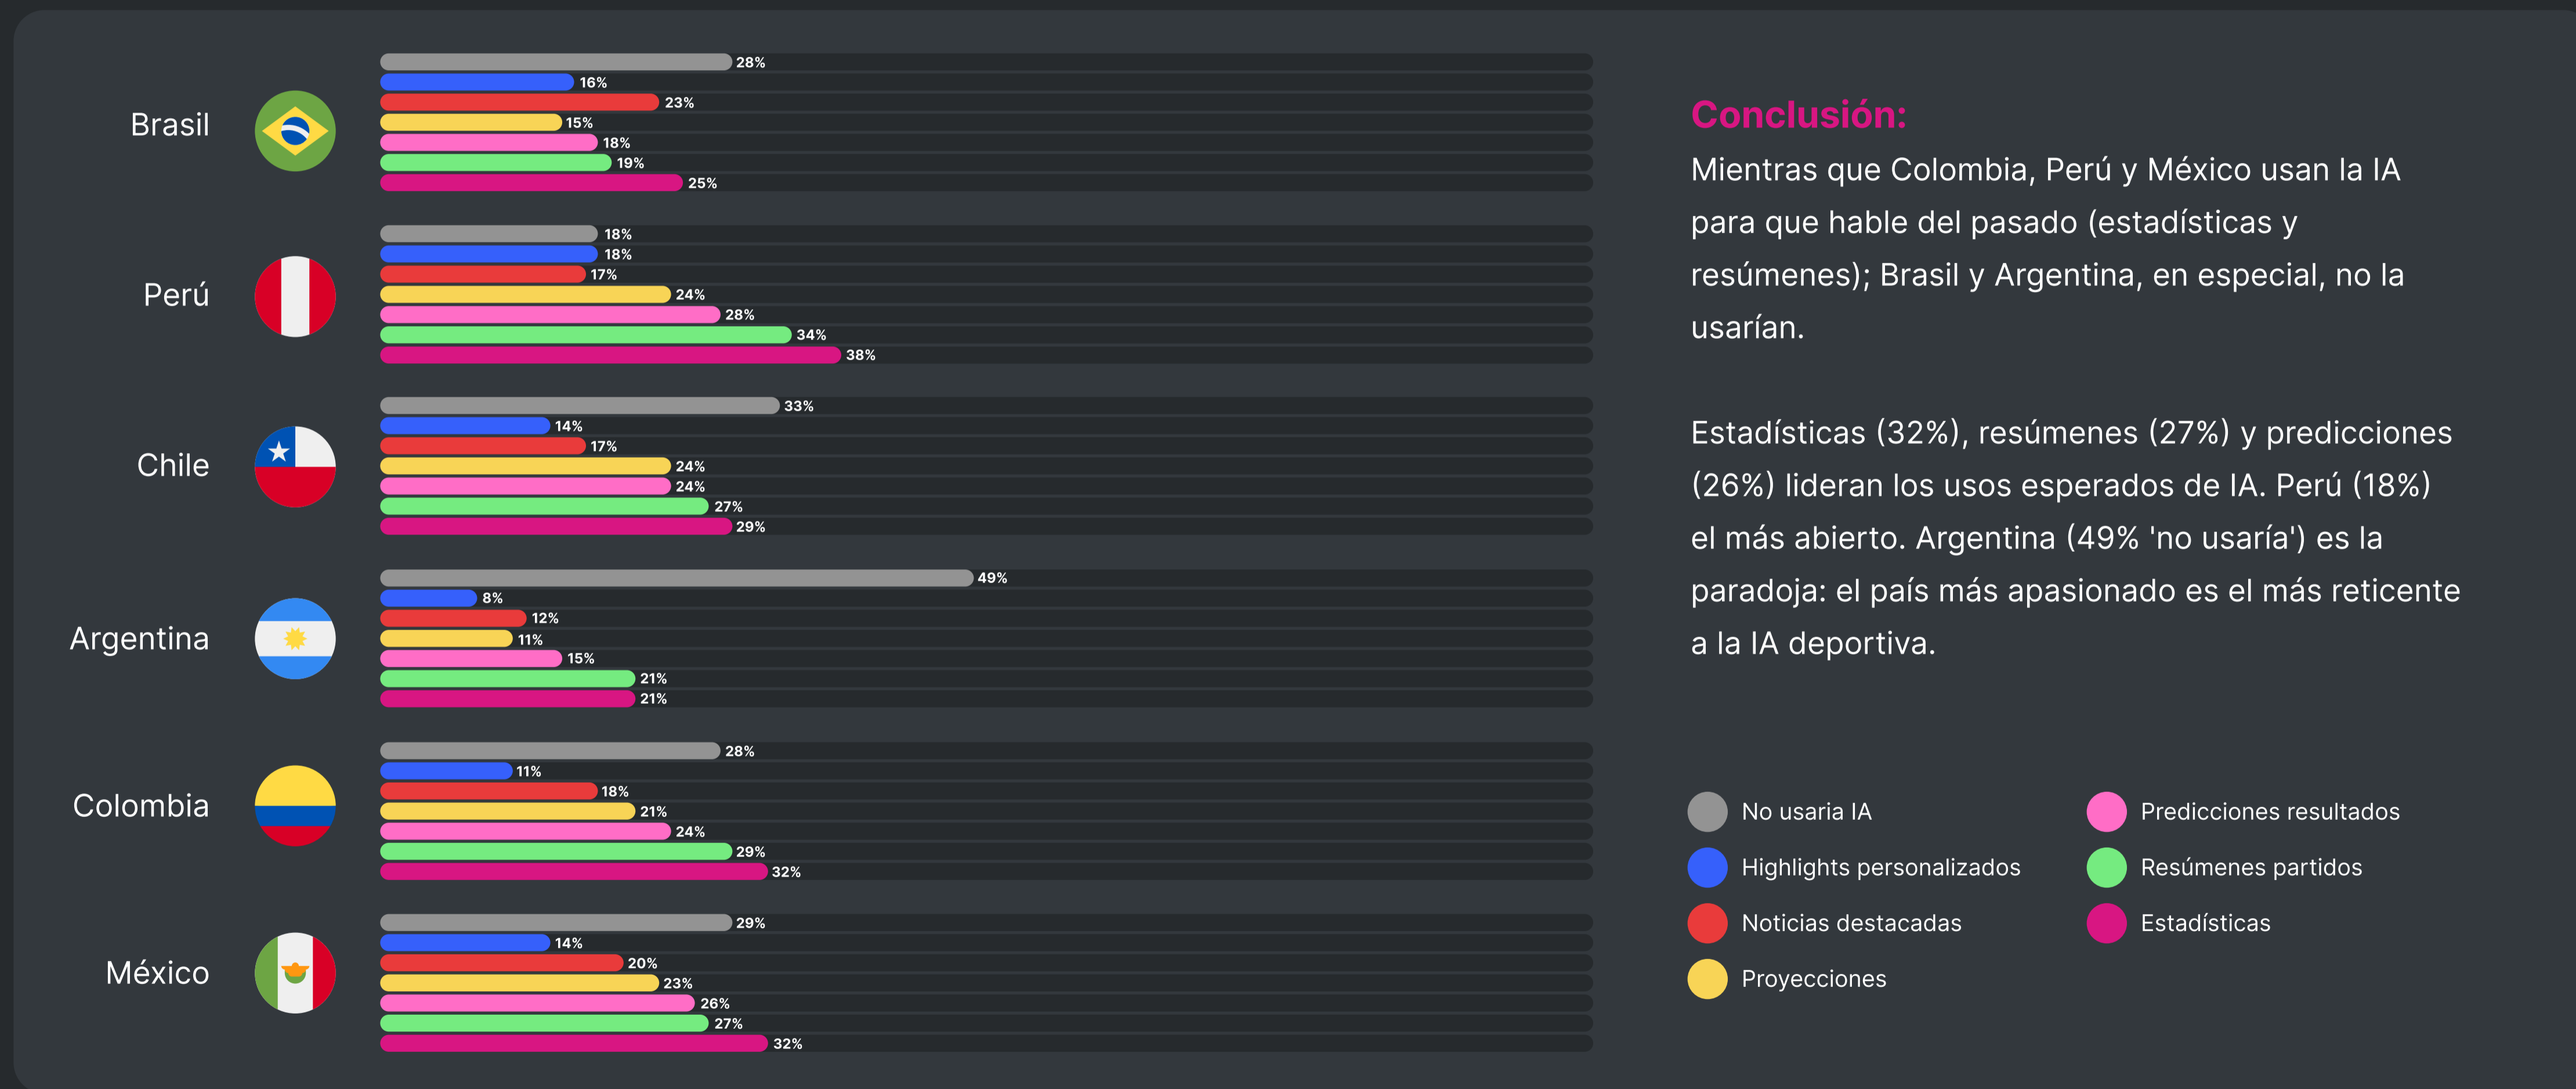 Brasil
28%
16%
23%
15%
18%
19%
25%
Perú
18%
18%
17%
24%
28%
34%
38%
Chile
33%
14%
17%
24%
24%
27%
29%
Argentina
49%
8%
12%
11%
15%
21%
21%
Colombia
28%
11%
18%
21%
24%
29%
32%
México
29%
14%
20%
23%
26%
27%
32%
Conclusión:
Mientras que Colombia, Perú y México usan la IA
para que hable del pasado (estadísticas y
resúmenes); Brasil y Argentina, en especial, no la
usarían.
Estadísticas (32%), resúmenes (27%) y predicciones
(26%) lideran los usos esperados de IA. Perú (18%)
el más abierto. Argentina (49% 'no usaría') es la
paradoja: el país más apasionado es el más reticente
a la IA deportiva.
No usaria IA
Highlights personalizados
Noticias destacadas
Proyecciones
Predicciones resultados
Resúmenes partidos
Estadísticas